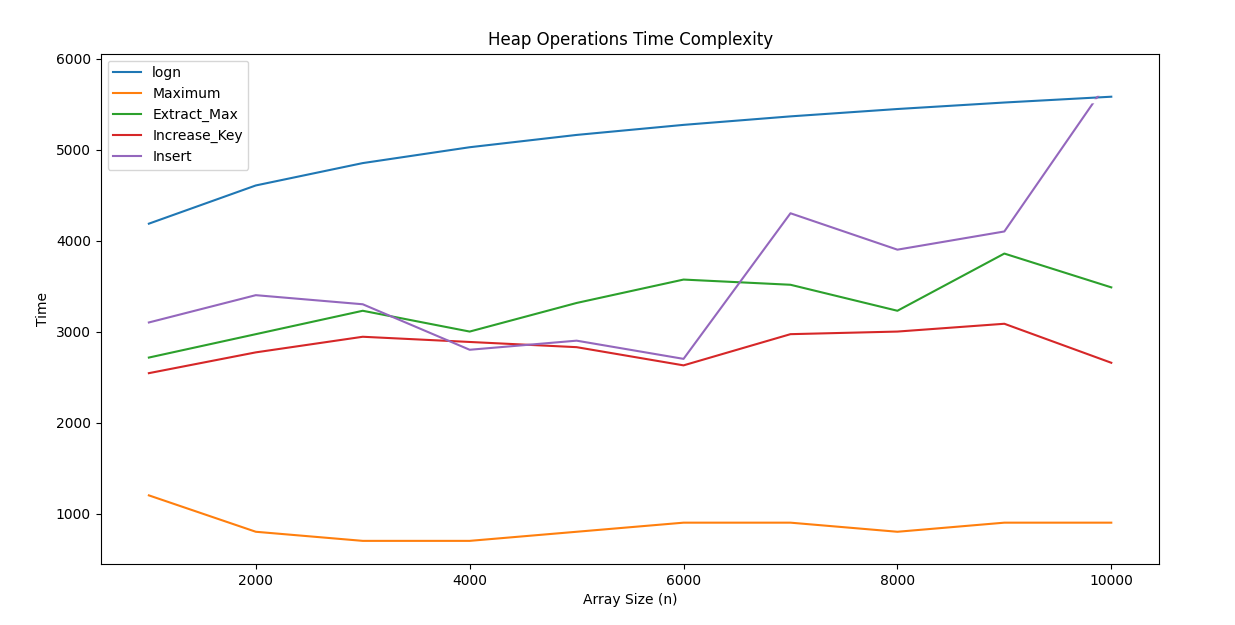 Heap Operations Time Complexity
logn
Maximum
Extract_Max
Increase_Key
Insert
6000
5000
4000
3000
2000
1000
Time
2000 4000 6000 8000 10000
Array Size (n)